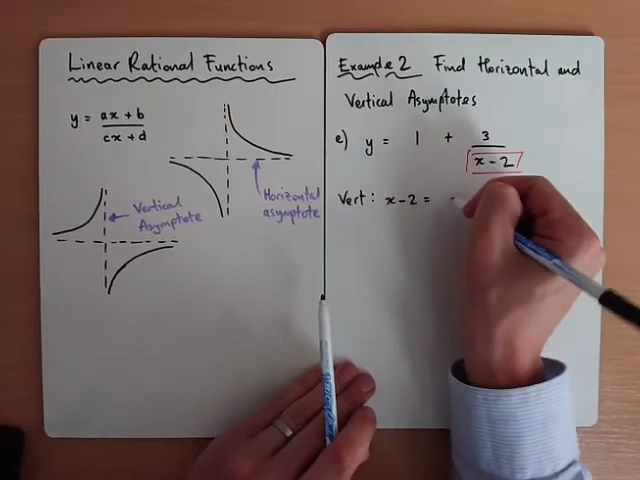 Linear Rational Functions
y = ax + b
cx + d
Horizontal
asymptote
Vertical
Asymptote
Example 2 Find Horizontal and
Vertical Asymptotes
e) y = 1 + 3
x - 2
Vert : x - 2 =